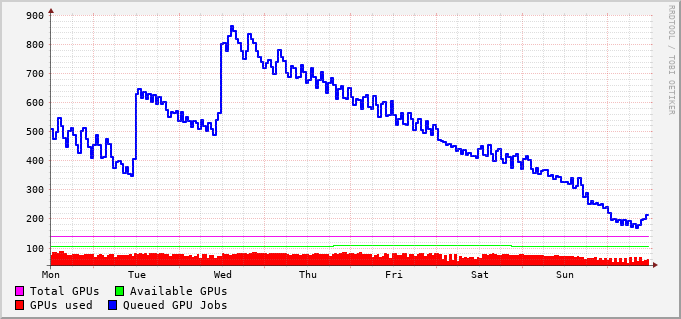 900
800
700
600
500
400
300
200
100
Mon Tue Wed Thu Fri Sat Sun
Total GPUs Available GPUs
GPUs used Queued GPU Jobs
RRDTOOL / TOBI OETIKER